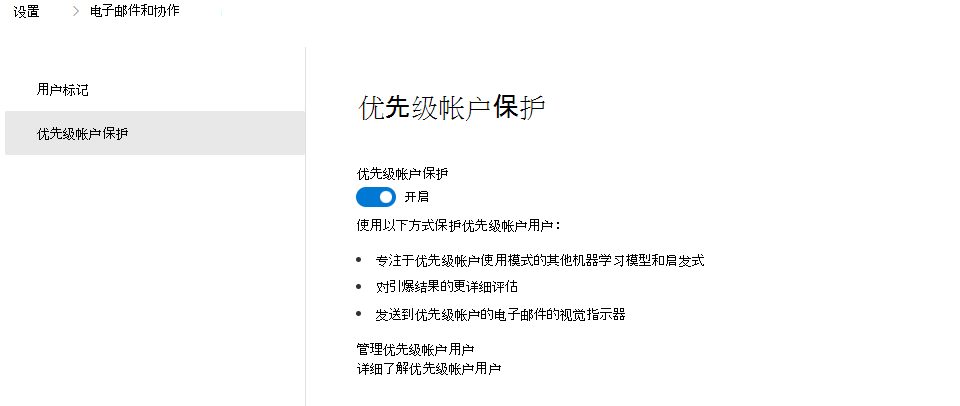 设置 > 电子邮件和协作
用户标记
优先级帐户保护
优先级帐户保护
优先级帐户保护
开启
使用以下方式保护优先级帐户用户：
• 专注于优先级帐户使用模式的其他机器学习模型和启发式
• 对引爆结果的更详细评估
• 发送到优先级帐户的电子邮件的视觉指示器
管理优先级帐户用户
详细了解优先级帐户用户